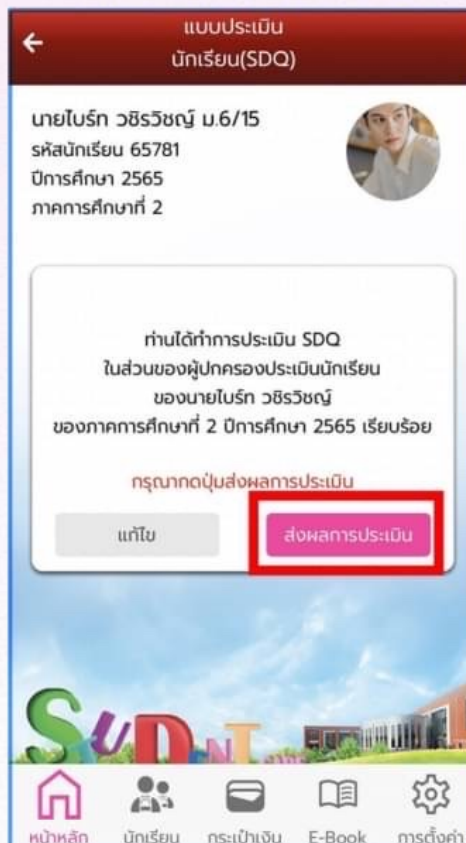 แบบประเมิน
นักเรียน(SDQ)
นายไบร์ท วชิรวิชญ์ ม.6/15
รหัสนักเรียน 65781
ปีการศึกษา 2565
ภาคการศึกษาที่ 2
ท่านได้ทำการประเมิน SDQ
ในส่วนของผู้ปกครองประเมินนักเรียน
ของนายไบร์ท วชิรวิชญ์
ของภาคการศึกษาที่ 2 ปีการศึกษา 2565 เรียบร้อย
กรุณากดปุ่มส่งผลการประเมิน
แก้ไข ส่งผลการประเมิน
STUDENT
หน้าหลัก นักเรียน กระเป๋าเงิน E-Book การตั้งค่า